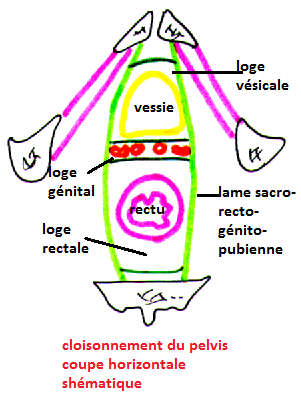 loge
vésicale
vessie
loge
génital
rectu
lame sacro-
recto-
génito-
pubienne
loge
rectale
cloisonnement du pelvis
coupe horizontale
shématique